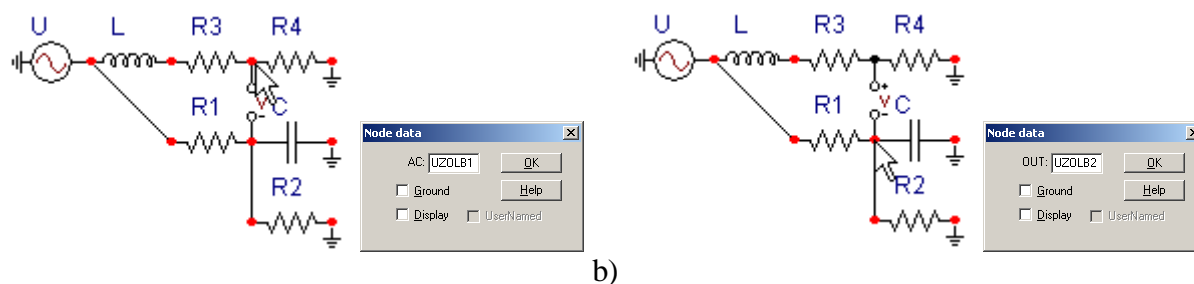 U L R3 R4
R1 V C
R2
Node data
AC: UZOLB1 OK
Ground Help
Display UserNamed
U L R3 R4
+
R1 V C
-
R2
Node data
OUT: UZOLB2 OK
Ground Help
Display UserNamed
b)